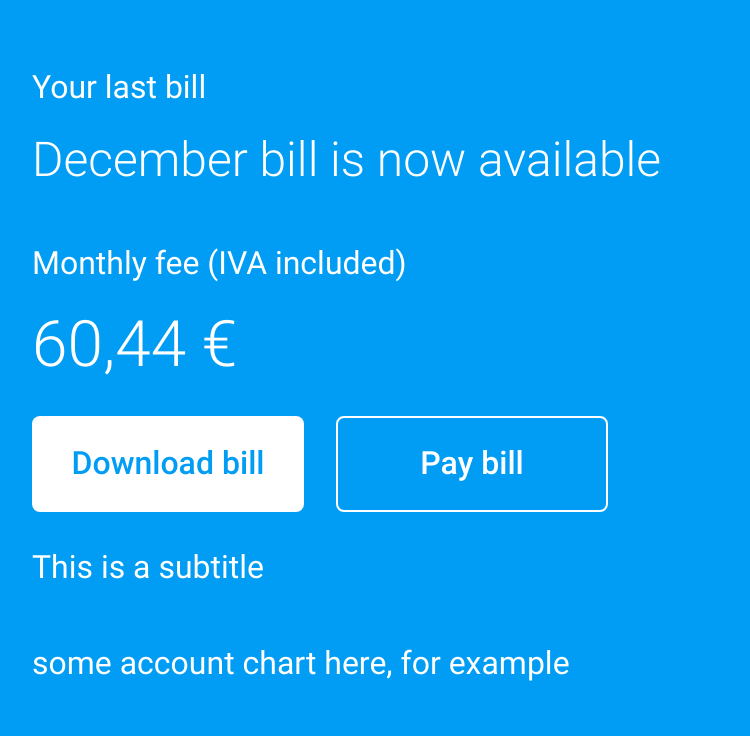 Your last bill
December bill is now available
Monthly fee (IVA included)
60,44 €
Download bill
Pay bill
This is a subtitle
some account chart here, for example